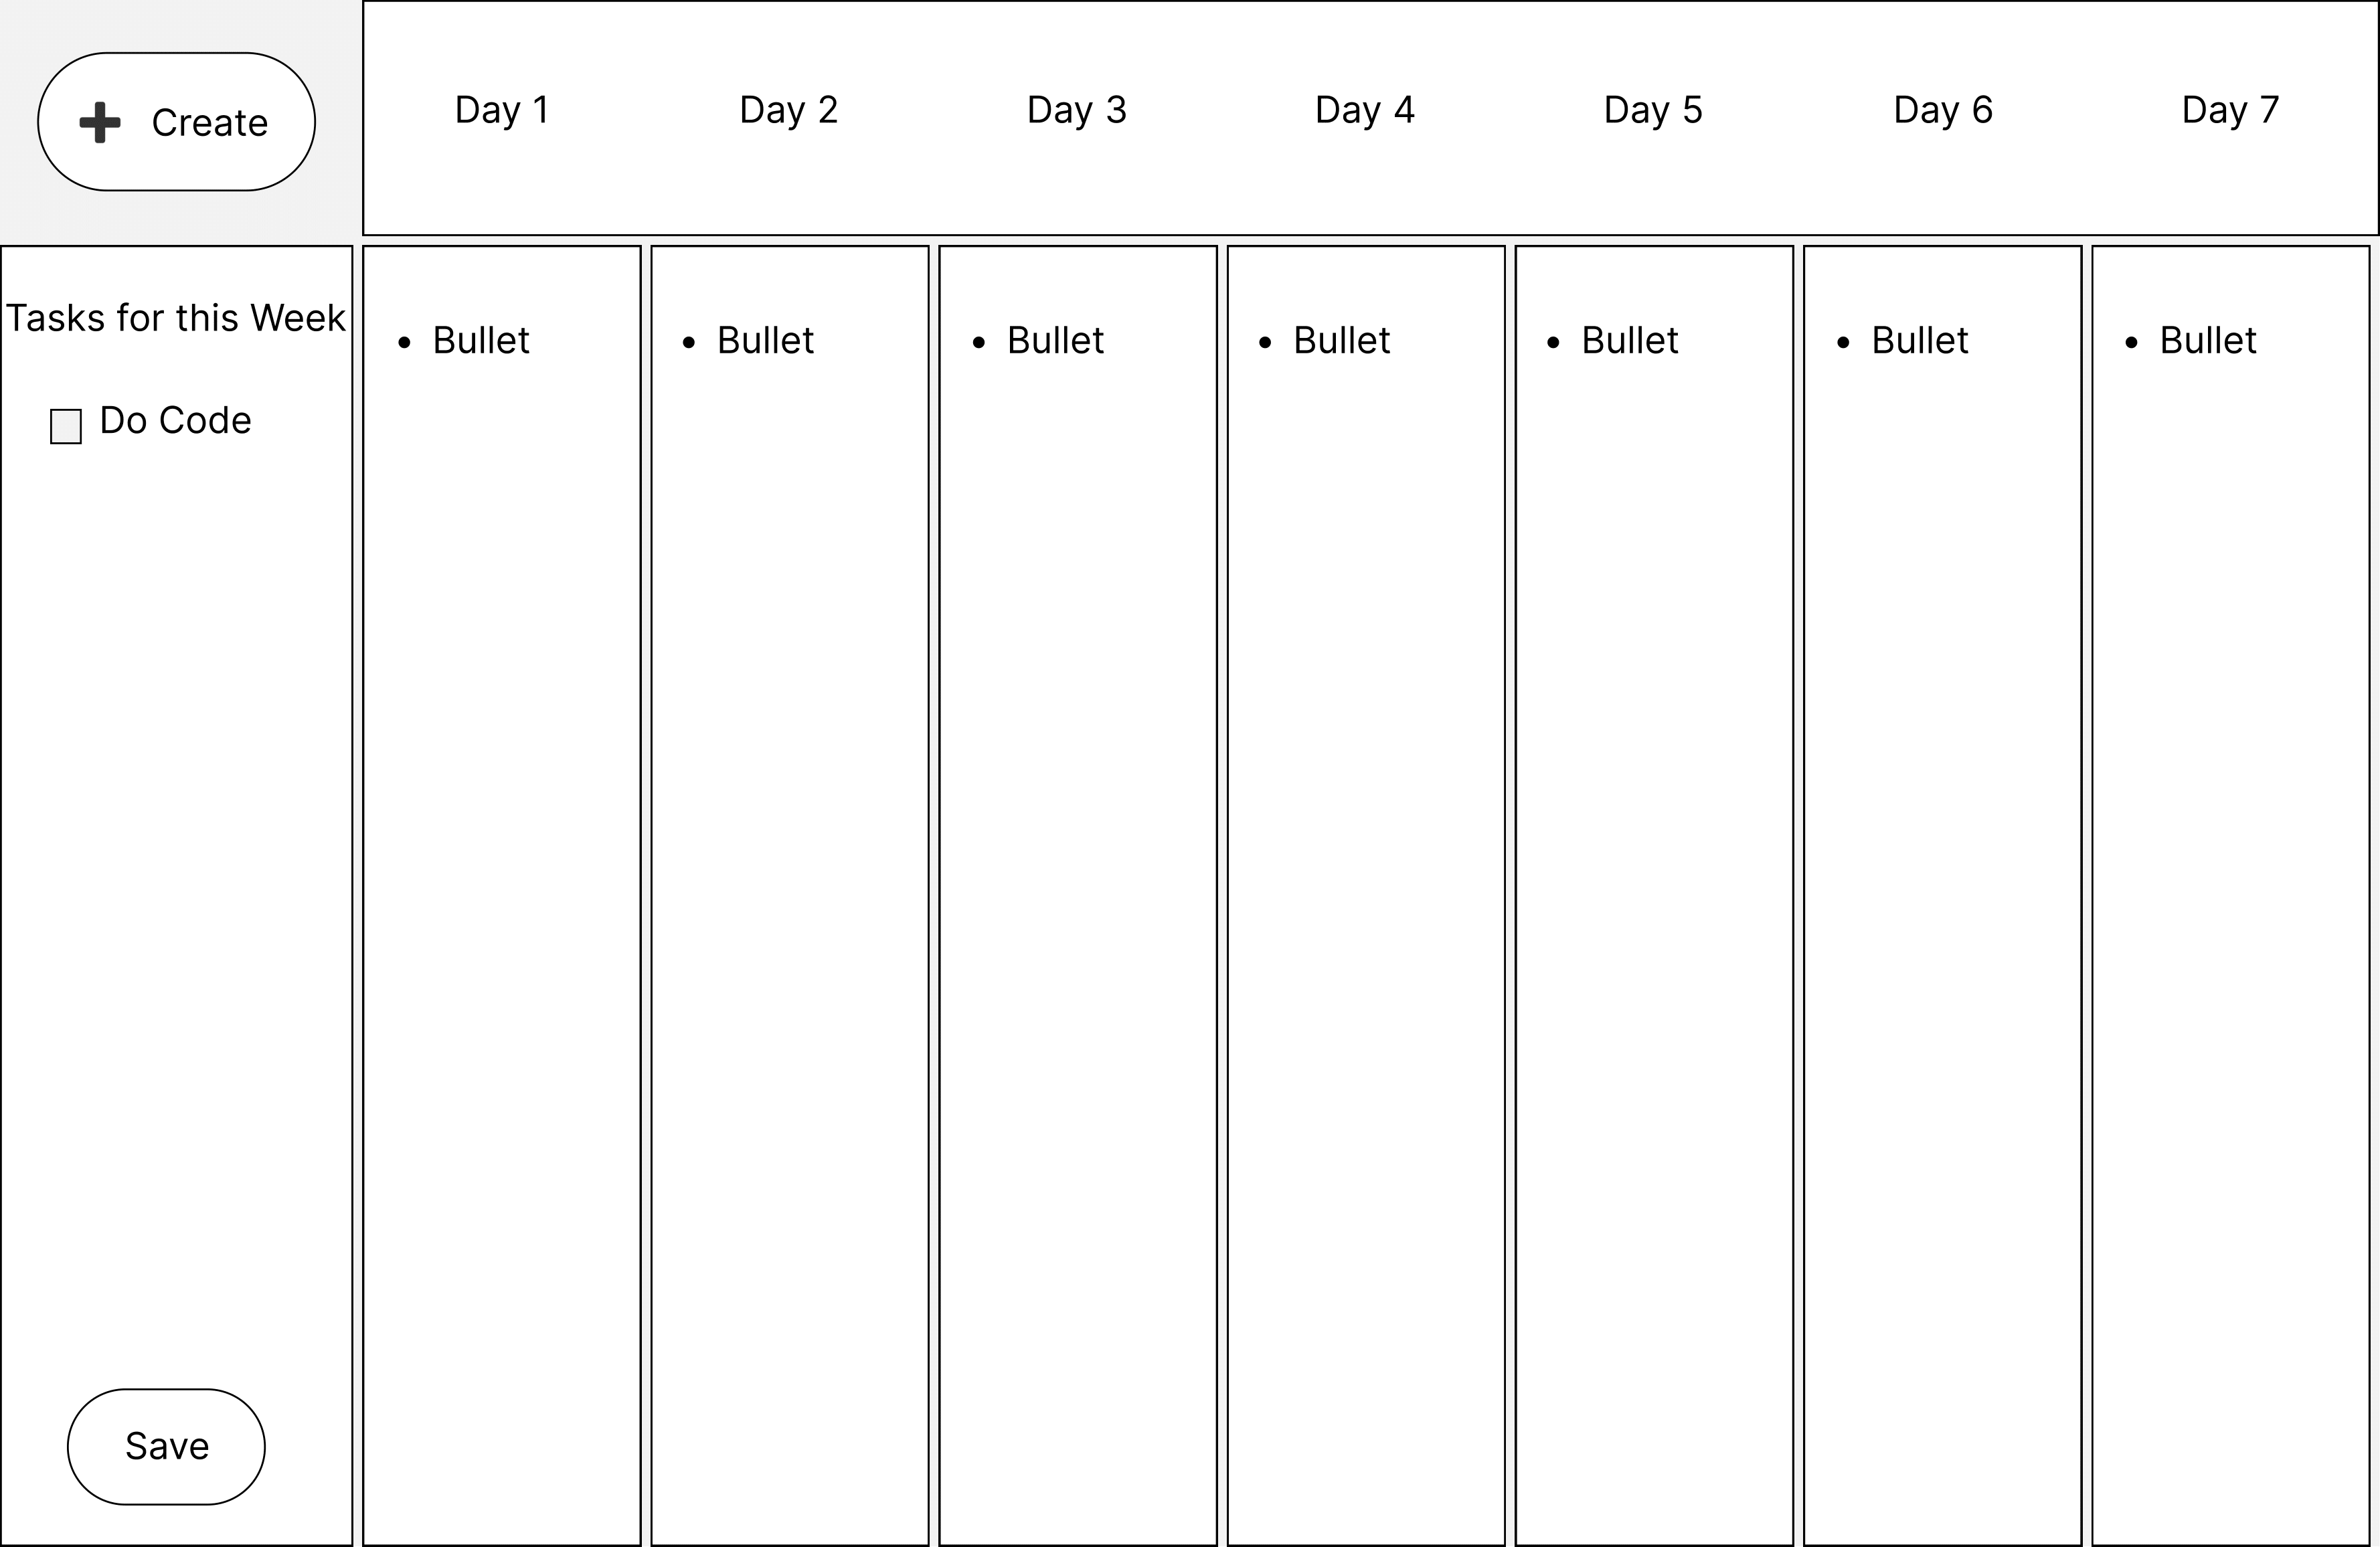 Create
Day 1 Day 2 Day 3 Day 4 Day 5 Day 6 Day 7
Tasks for this Week
Do Code
• Bullet • Bullet • Bullet • Bullet • Bullet • Bullet • Bullet
Save